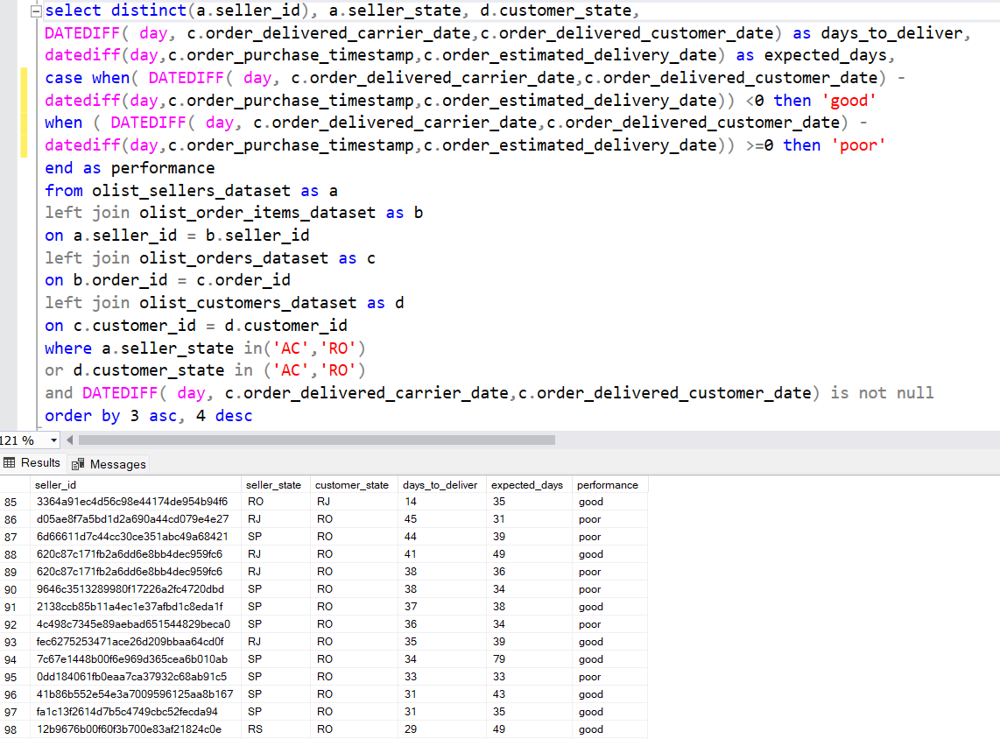 select distinct(a.seller_id), a.seller_state, d.customer_state,
DATEDIFF( day, c.order_delivered_carrier_date,c.order_delivered_customer_date) as days_to_deliver,
datediff(day,c.order_purchase_timestamp,c.order_estimated_delivery_date) as expected_days,
case when( DATEDIFF( day, c.order_delivered_carrier_date,c.order_delivered_customer_date) -
datediff(day,c.order_purchase_timestamp,c.order_estimated_delivery_date)) <0 then 'good'
when ( DATEDIFF( day, c.order_delivered_carrier_date,c.order_delivered_customer_date) -
datediff(day,c.order_purchase_timestamp,c.order_estimated_delivery_date)) >=0 then 'poor'
end as performance
from olist_sellers_dataset as a
left join olist_order_items_dataset as b
on a.seller_id = b.seller_id
left join olist_orders_dataset as c
on b.order_id = c.order_id
left join olist_customers_dataset as d
on c.customer_id = d.customer_id
where a.seller_state in('AC','RO')
or d.customer_state in ('AC','RO')
and DATEDIFF( day, c.order_delivered_carrier_date,c.order_delivered_customer_date) is not null
order by 3 asc, 4 desc
121 %
Results Messages
seller_id seller_state customer_state days_to_deliver expected_days performance
85 3364a91ec4d56c98e44174de954b94f6 RO RJ 14 35 good
86 d05ae8f7a5bd1d2a690a44cd079e4e27 RJ RO 45 31 poor
87 6d66611d7c44cc30ce351abc49a68421 SP RO 44 39 poor
88 620c87c171fb2a6dd6e8bb4dec959fc6 RJ RO 41 49 good
89 620c87c171fb2a6dd6e8bb4dec959fc6 RJ RO 38 36 poor
90 9646c3513289980f17226a2fc4720dbd SP RO 38 34 poor
91 2138ccb85b11a4ec1e37afbd1c8eda1f SP RO 37 38 good
92 4c498c7345e89aebad651544829beca0 SP RO 36 34 poor
93 fec6275253471ace26d209bbaa64cd0f RJ RO 35 39 good
94 7c67e1448b00f6e969d365cea6b010ab SP RO 34 79 good
95 0dd184061fb0eaa7ca37932c68ab91c5 SP RO 33 33 poor
96 41b86b552e54e3a7009596125aa8b167 SP RO 31 43 good
97 fa1c13f2614d7b5c4749cbc52fecda94 SP RO 31 35 good
98 12b9676b00f60f3b700e83af21824c0e RS RO 29 49 good